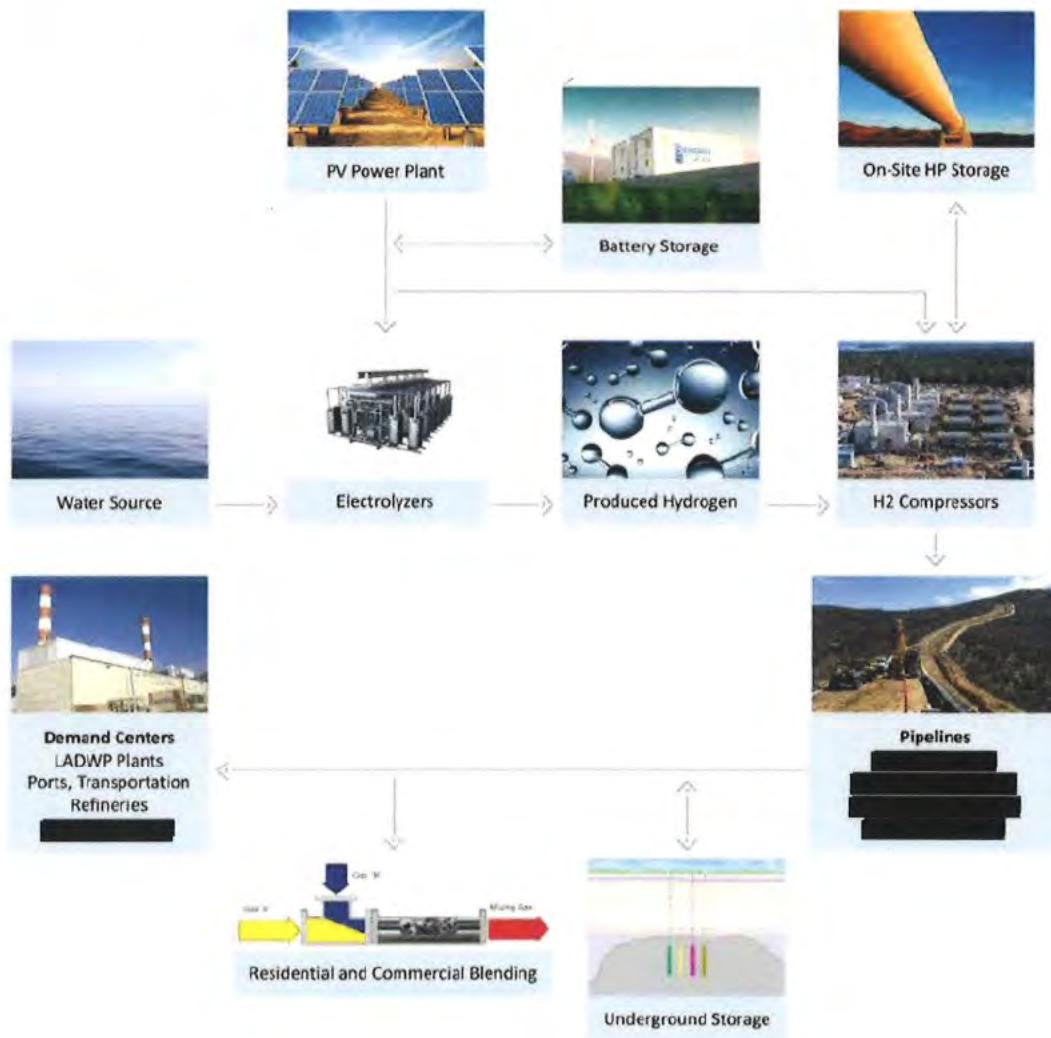 PV Power Plant
On-Site HP Storage
Battery Storage
Water Source
Electrolyzers
Produced Hydrogen
H2 Compressors
Demand Centers
LADWP Plants
Ports, Transportation
Refineries
Pipelines
Residential and Commercial Blending
Underground Storage